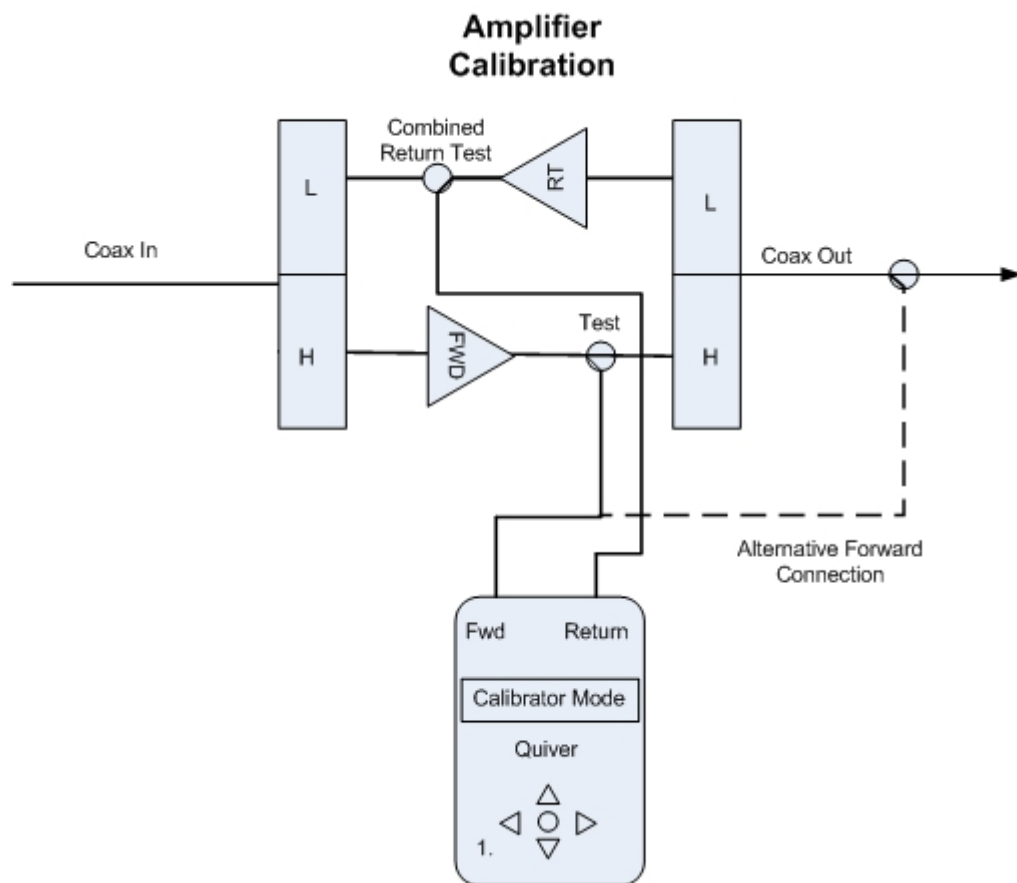 Amplifier
Calibration
Combined
Return Test
RT
L
L
Coax In
Coax Out
Test
FWD
H
H
Alternative Forward
Connection
Fwd
Return
Calibrator Mode
Quiver
1.